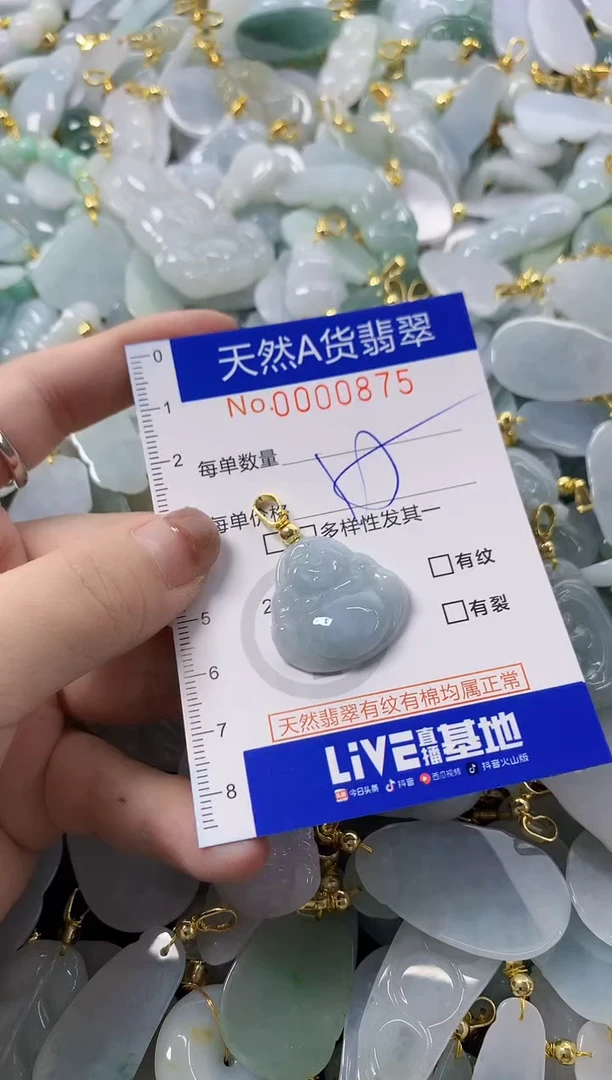 天然A货翡翠
No.0000875
0
1
2
每单数量
每单价格
多样性发其一
有纹
有裂
5
2
6
天然翡翠有纹有棉均属正常
7
LiVE直播基地
8
头条 今日头条 抖音 西瓜视频 抖音火山版